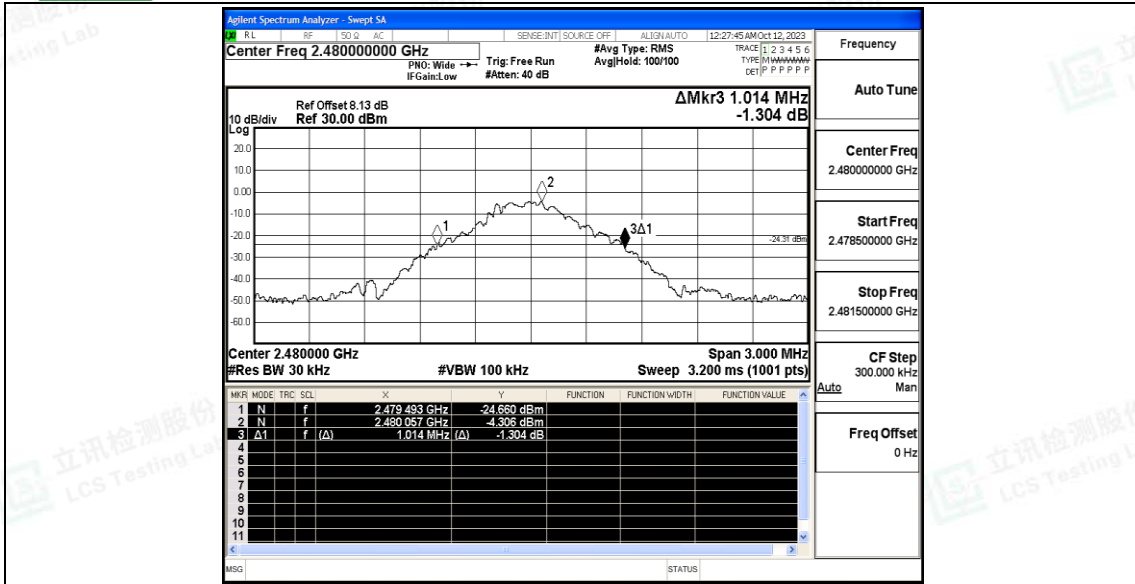 Agilent Spectrum Analyzer - Swept SA
LXI RL RF 50 Ω AC SENSE:INT SOURCE OFF ALIGNAUTO 12:27:45 AM Oct 12, 2023
Center Freq 2.480000000 GHz #Avg Type: RMS TRACE 1 2 3 4 5 6
PNO: Wide Trig: Free Run Avg|Hold: 100/100 TYPE M
IFGain:Low #Atten: 40 dB DET P P P P P P
Frequency
Auto Tune
Center Freq
2.480000000 GHz
Start Freq
2.478500000 GHz
Stop Freq
2.481500000 GHz
CF Step
300.000 kHz
Auto Man
Freq Offset
0 Hz
ΔMkr3 1.014 MHz
-1.304 dB
Ref Offset 8.13 dB
10 dB/div Ref 30.00 dBm
Log
20.0
10.0
0.00
-10.0
-20.0
-30.0
-40.0
-50.0
-60.0
1
2
3Δ1
-24.31 dBm
Center 2.480000 GHz Span 3.000 MHz
#Res BW 30 kHz #VBW 100 kHz Sweep 3.200 ms (1001 pts)
MKR MODE TRC SCL X Y FUNCTION FUNCTION WIDTH FUNCTION VALUE
1 N f 2.479 493 GHz -24.660 dBm
2 N f 2.480 057 GHz -4.306 dBm
3 Δ1 f (Δ) 1.014 MHz (Δ) -1.304 dB
4
5
6
7
8
9
10
11
MSG STATUS
立讯检测股份
LCS Testing Lab
立讯检测股份